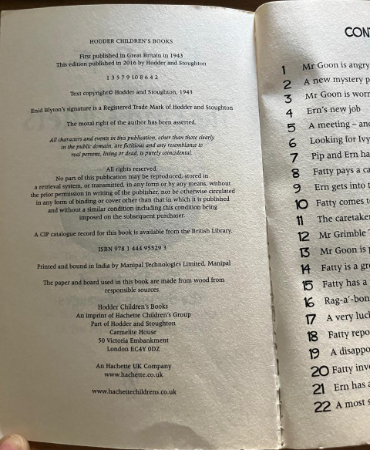 HODDER CHILDREN'S BOOKS
First published in Great Britain in 1943
This edition published in 2016 by Hodder and Stoughton
1 3 5 7 9 10 8 6 4 2
Text copyright© Hodder and Stoughton, 1943
Enid Blyton's signature is a Registered Trade Mark of Hodder and Stoughton
The moral right of the author has been asserted.
All characters and events in this publication, other than those clearly
in the public domain, are fictitious and any resemblance to
real persons, living or dead, is purely coincidental.
All rights reserved.
No part of this publication may be reproduced, stored in
a retrieval system, or transmitted, in any form or by any means, without
the prior permission in writing of the publisher, nor be otherwise circulated
in any form of binding or cover other than that in which it is published
and without a similar condition including this condition being
imposed on the subsequent purchaser.
A CIP catalogue record for this book is available from the British Library.
ISBN 978 1 444
Printed and bound in India by Manipal Technologies Limited, Manipal
The paper and board used in this book are made from wood from
responsible sources.
Hodder Children's Books
An imprint of Hachette Children's Group
Part of Hodder and Stoughton
Carmelite House
50 Victoria Embankment
London EC4Y 0DZ
An Hachette UK Company
www.hachette.co.uk
www.hachettechildrens.co.uk
CON
1 Mr Goon is angry
2 A new mystery p
3 Mr Goon is worr
4 Ern's new job
5 A meeting – and
6 Looking for Ivy
7 Pip and Ern ha
8 Fatty pays a ca
9 Ern gets into t
10 Fatty comes t
11 The caretake
12 Mr Grimble
13 Mr Goon is p
14 Fatty is a gre
15 Fatty has a
16 Rag-a'-bon
17 A very luck
18 Fatty repo
19 A disappo
20 Fatty inve
21 Ern has a
22 A most s